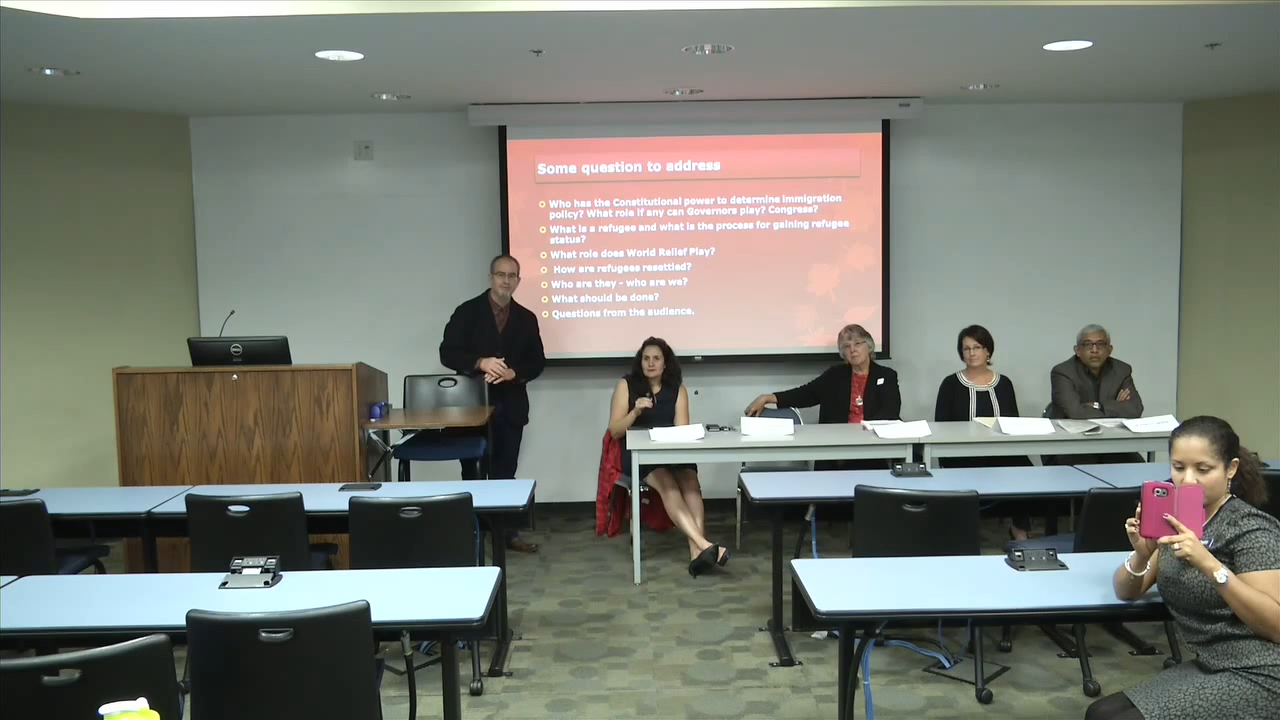 Some question to address
Who has the Constitutional power to determine immigration
policy? What role if any can Governors play? Congress?
What is a refugee and what is the process for gaining refugee
status?
What role does World Relief Play?
How are refugees resettled?
Who are they - who are we?
What should be done?
Questions from the audience.
DELL